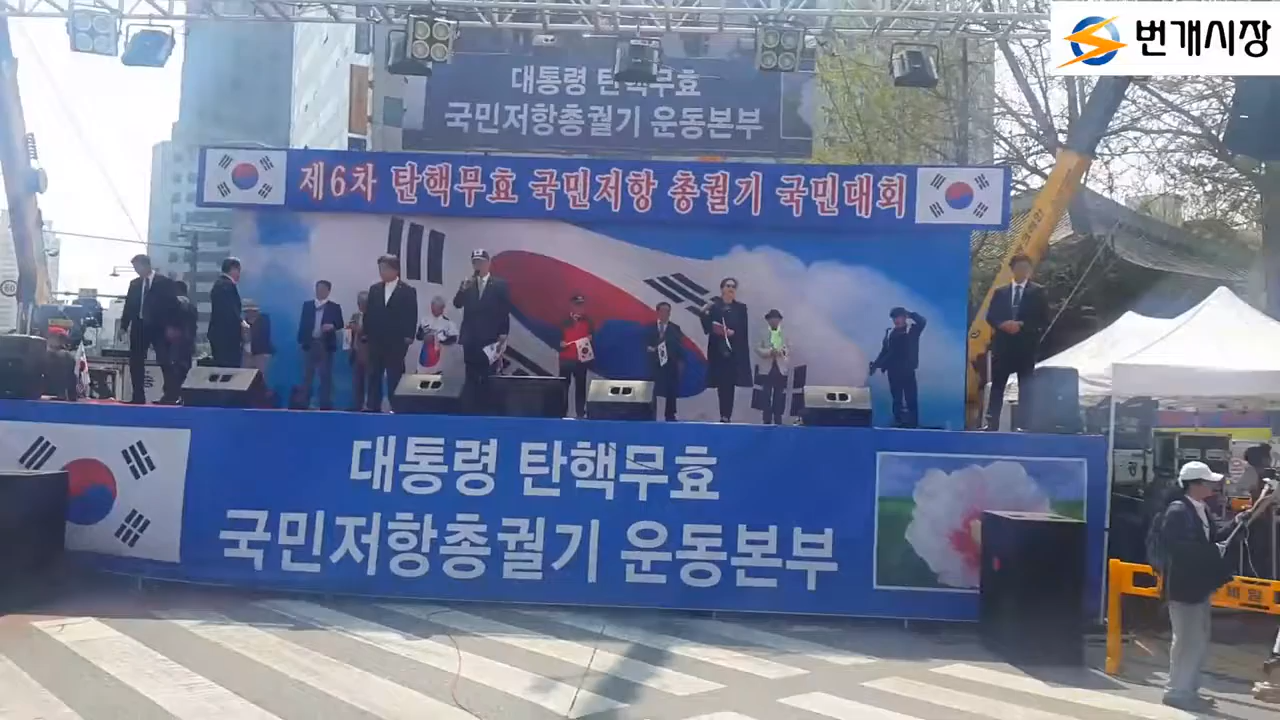 번개시장
대통령 탄핵무효
국민저항총궐기 운동본부
제6차 탄핵무효 국민저항 총궐기 국민대회
대통령 탄핵무효
국민저항총궐기 운동본부